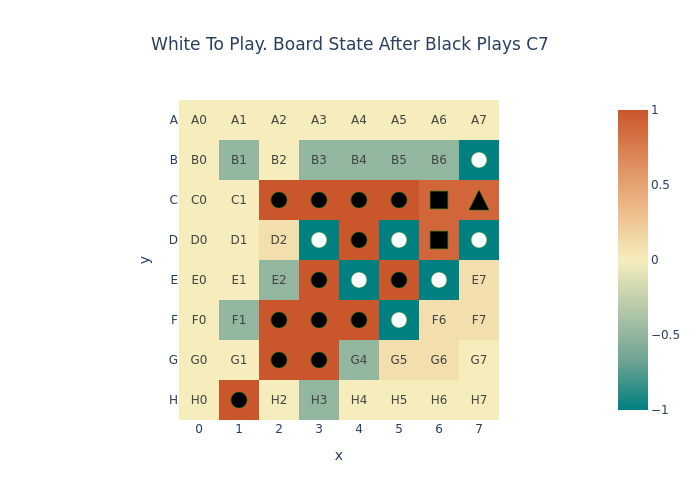 White To Play. Board State After Black Plays C7
A A0 A1 A2 A3 A4 A5 A6 A7
B B0 B1 B2 B3 B4 B5 B6
C C0 C1
D D0 D1 D2
E E0 E1 E2 E7
F F0 F1 F6 F7
G G0 G1 G4 G5 G6 G7
H H0 H2 H3 H4 H5 H6 H7
0 1 2 3 4 5 6 7
x
y
1
0.5
0
−0.5
−1